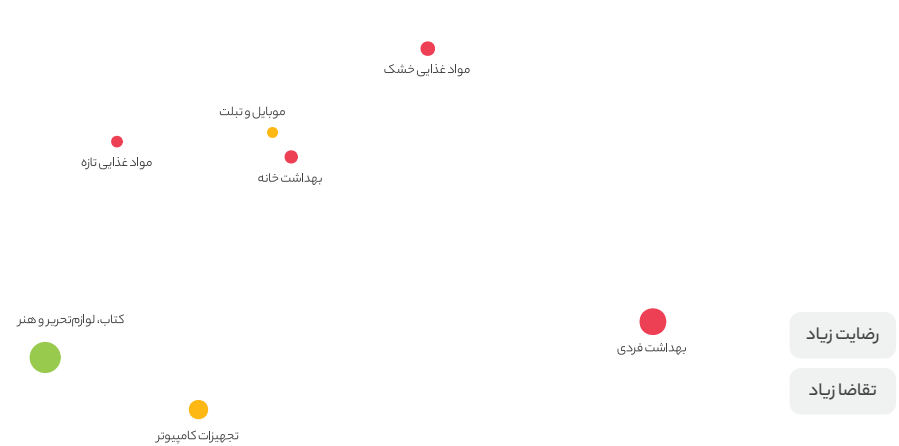 مواد غذایی خشک
موبایل و تبلت
مواد غذایی تازه
بهداشت خانه
کتاب، لوازم‌تحریر و هنر
رضایت زیاد
بهداشت فردی
تقاضا زیاد
تجهیزات کامپیوتر